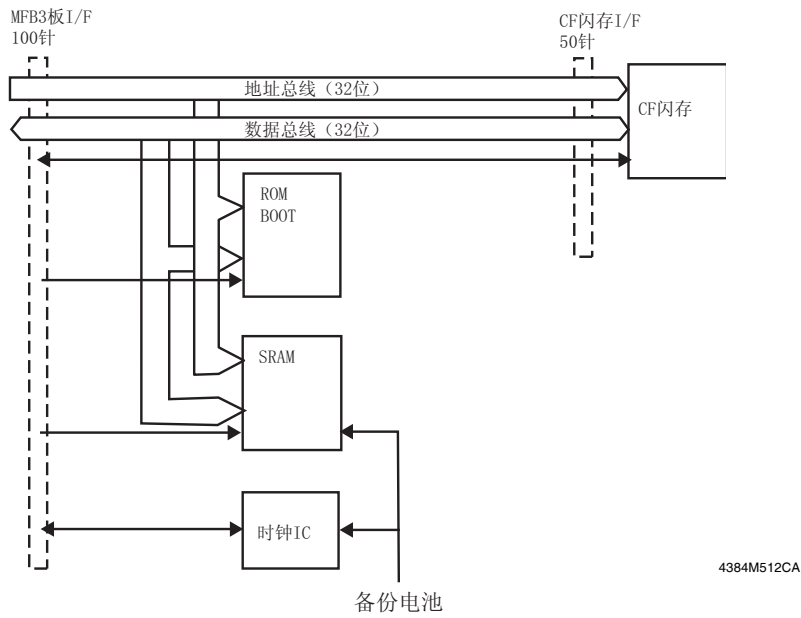 MFB3板I/F
100针
CF闪存I/F
50针
地址总线（32位）
CF闪存
数据总线（32位）
ROM
BOOT
SRAM
时钟IC
4384M512CA
备份电池